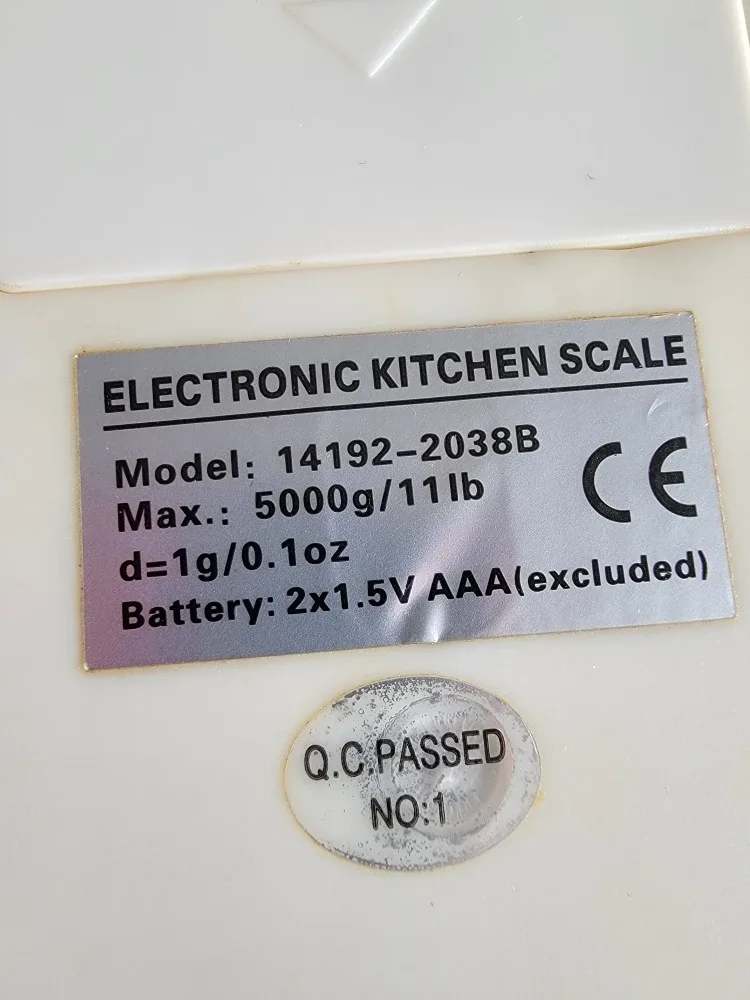 ELECTRONIC KITCHEN SCALE
Model: 14192-2038B
Max.: 5000g/11lb
d=1g/0.1oz
Battery: 2x1.5V AAA(excluded)
CE
Q.C.PASSED
NO:1